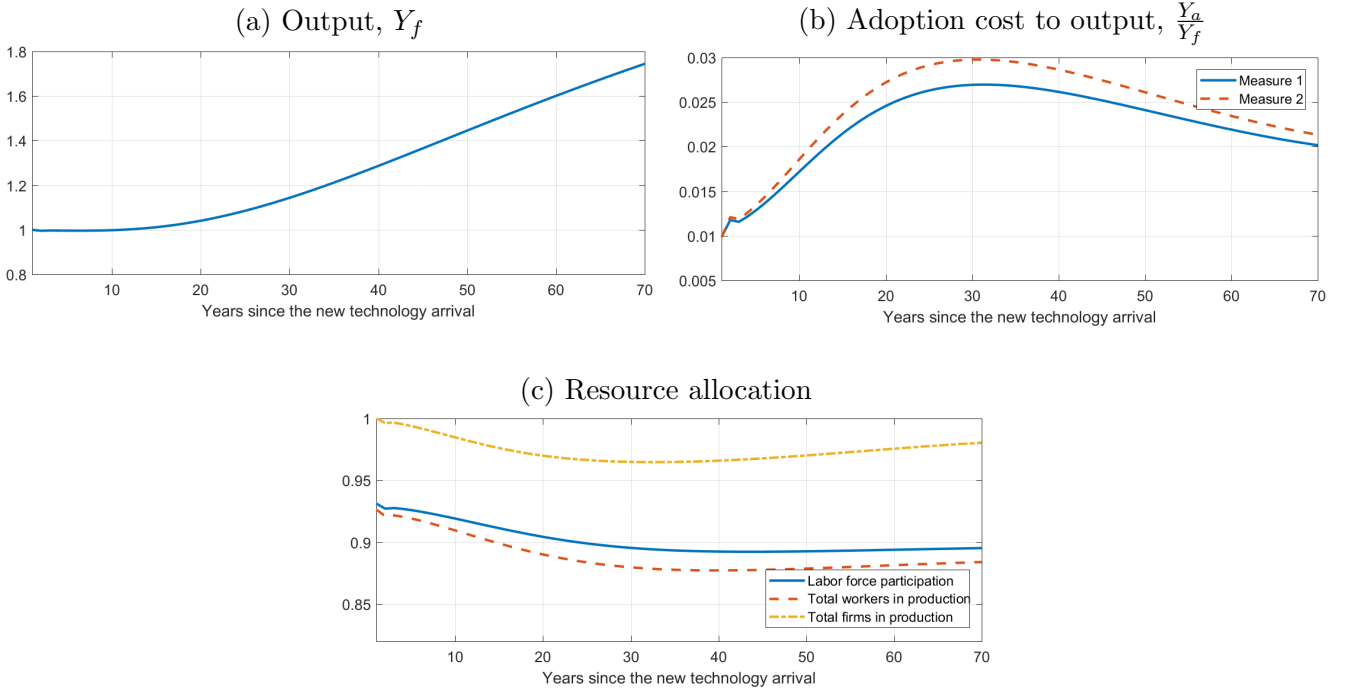 (a) Output, Y_f
1.8
1.6
1.4
1.2
1
0.8
10 20 30 40 50 60 70
Years since the new technology arrival
(b) Adoption cost to output, Y_a/Y_f
0.03
0.025
0.02
0.015
0.01
0.005
Measure 1
Measure 2
10 20 30 40 50 60 70
Years since the new technology arrival
(c) Resource allocation
1
0.95
0.9
0.85
Labor force participation
Total workers in production
Total firms in production
10 20 30 40 50 60 70
Years since the new technology arrival